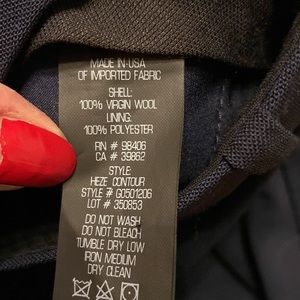 MADE IN USA
OF IMPORTED FABRIC
SHELL:
100% VIRGIN WOOL
LINING:
100% POLYESTER
RN # 98406
CA # 39862
STYLE:
HEZE CONTOUR
STYLE # G0501206
LOT # 350853
DO NOT WASH
DO NOT BLEACH
TUMBLE DRY LOW
IRON MEDIUM
DRY CLEAN